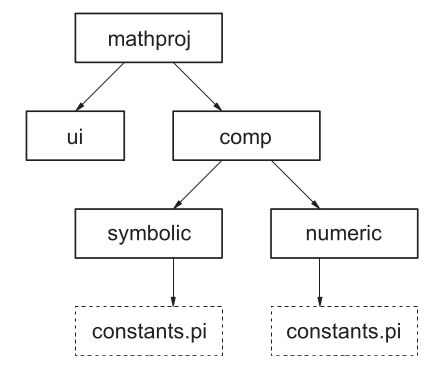 mathproj
ui
comp
symbolic
numeric
constants.pi
constants.pi